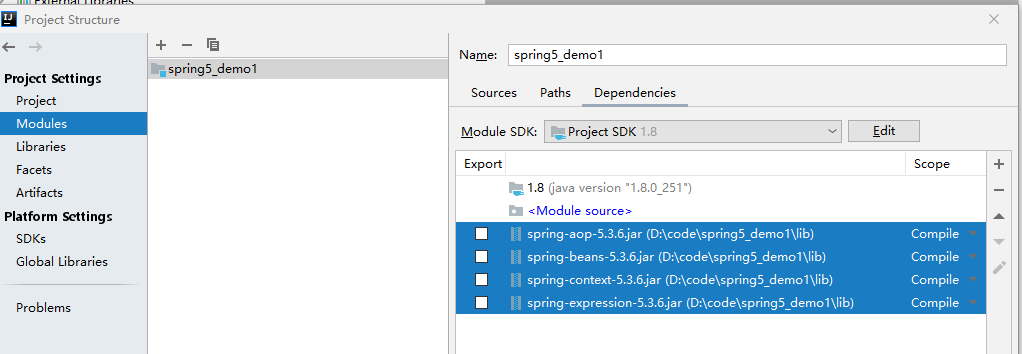 External Libraries
Project Structure
Project Settings
Project
Modules
Libraries
Facets
Artifacts
Platform Settings
SDKs
Global Libraries
Problems
spring5_demo1
Name: spring5_demo1
Sources Paths Dependencies
Module SDK: Project SDK 1.8 Edit
Export Scope
1.8 (java version "1.8.0_251")
<Module source>
spring-aop-5.3.6.jar (D:\code\spring5_demo1\lib) Compile
spring-beans-5.3.6.jar (D:\code\spring5_demo1\lib) Compile
spring-context-5.3.6.jar (D:\code\spring5_demo1\lib) Compile
spring-expression-5.3.6.jar (D:\code\spring5_demo1\lib) Compile